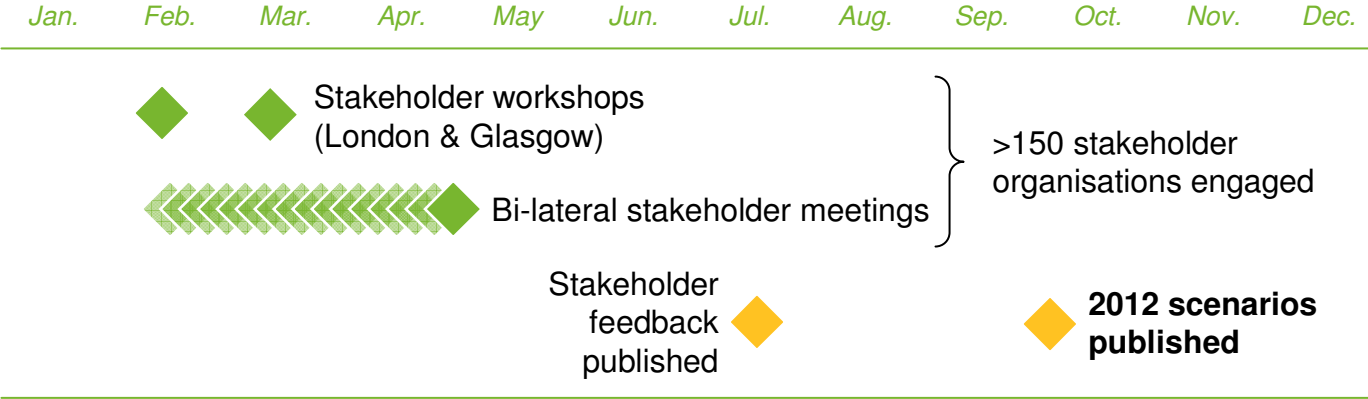 Jan. Feb. Mar. Apr. May Jun. Jul. Aug. Sep. Oct. Nov. Dec.
Stakeholder workshops
(London & Glasgow)
>150 stakeholder
organisations engaged
Bi-lateral stakeholder meetings
Stakeholder
feedback
published
2012 scenarios
published